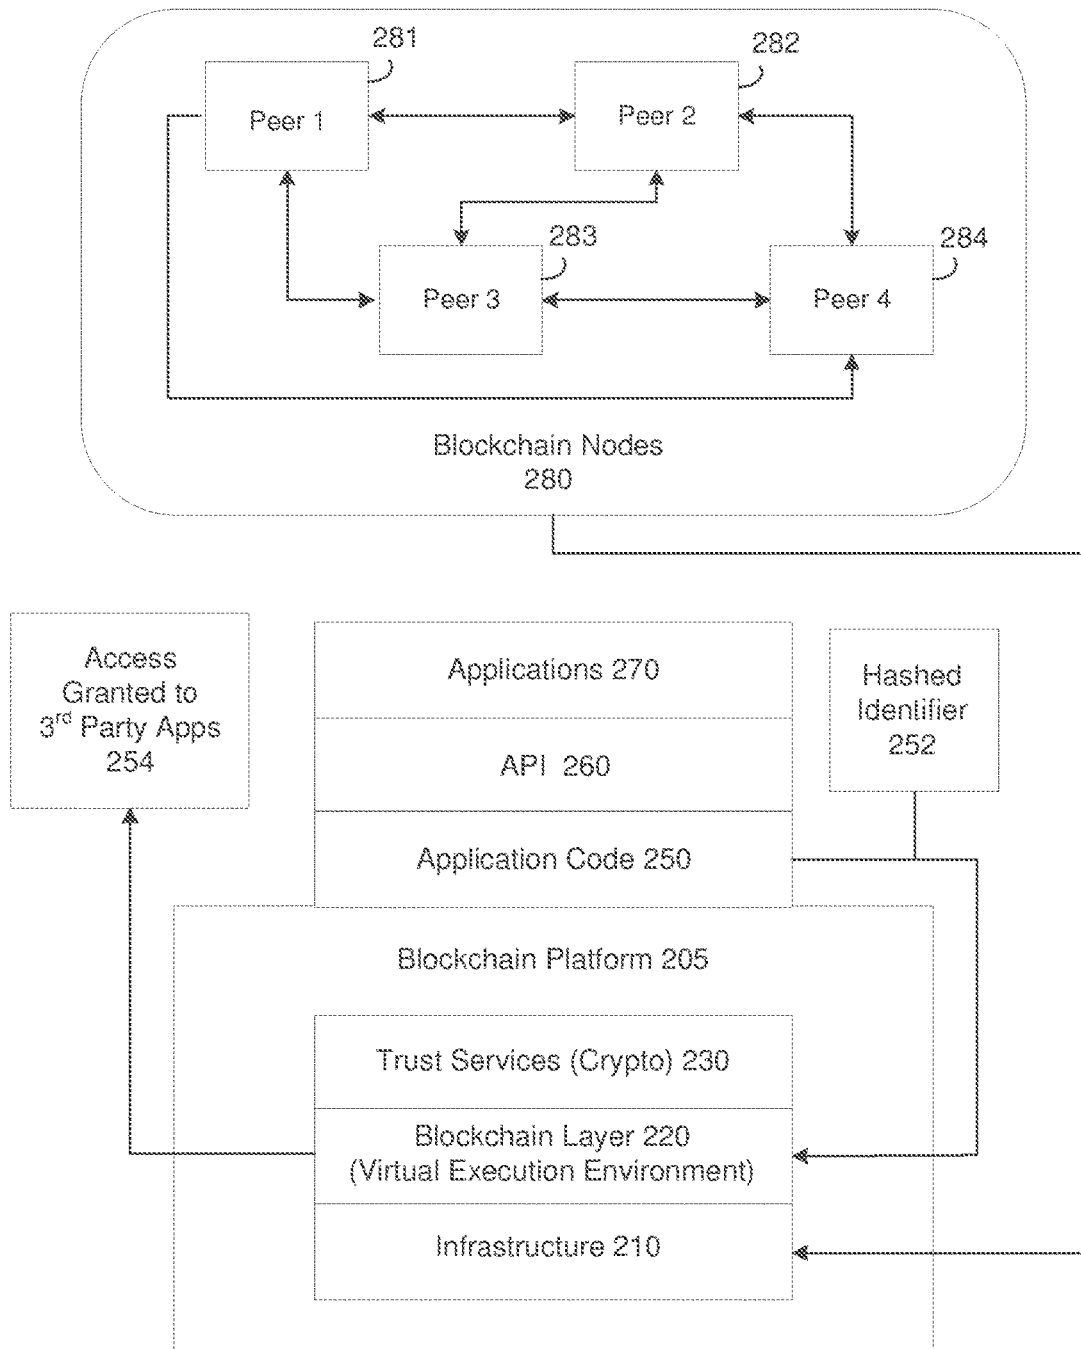 281
282
Peer 1
Peer 2
283
284
Peer 3
Peer 4
Blockchain Nodes
280
Access
Granted to
3rd Party Apps
254
Applications 270
API 260
Application Code 250
Hashed
Identifier
252
Blockchain Platform 205
Trust Services (Crypto) 230
Blockchain Layer 220
(Virtual Execution Environment)
Infrastructure 210